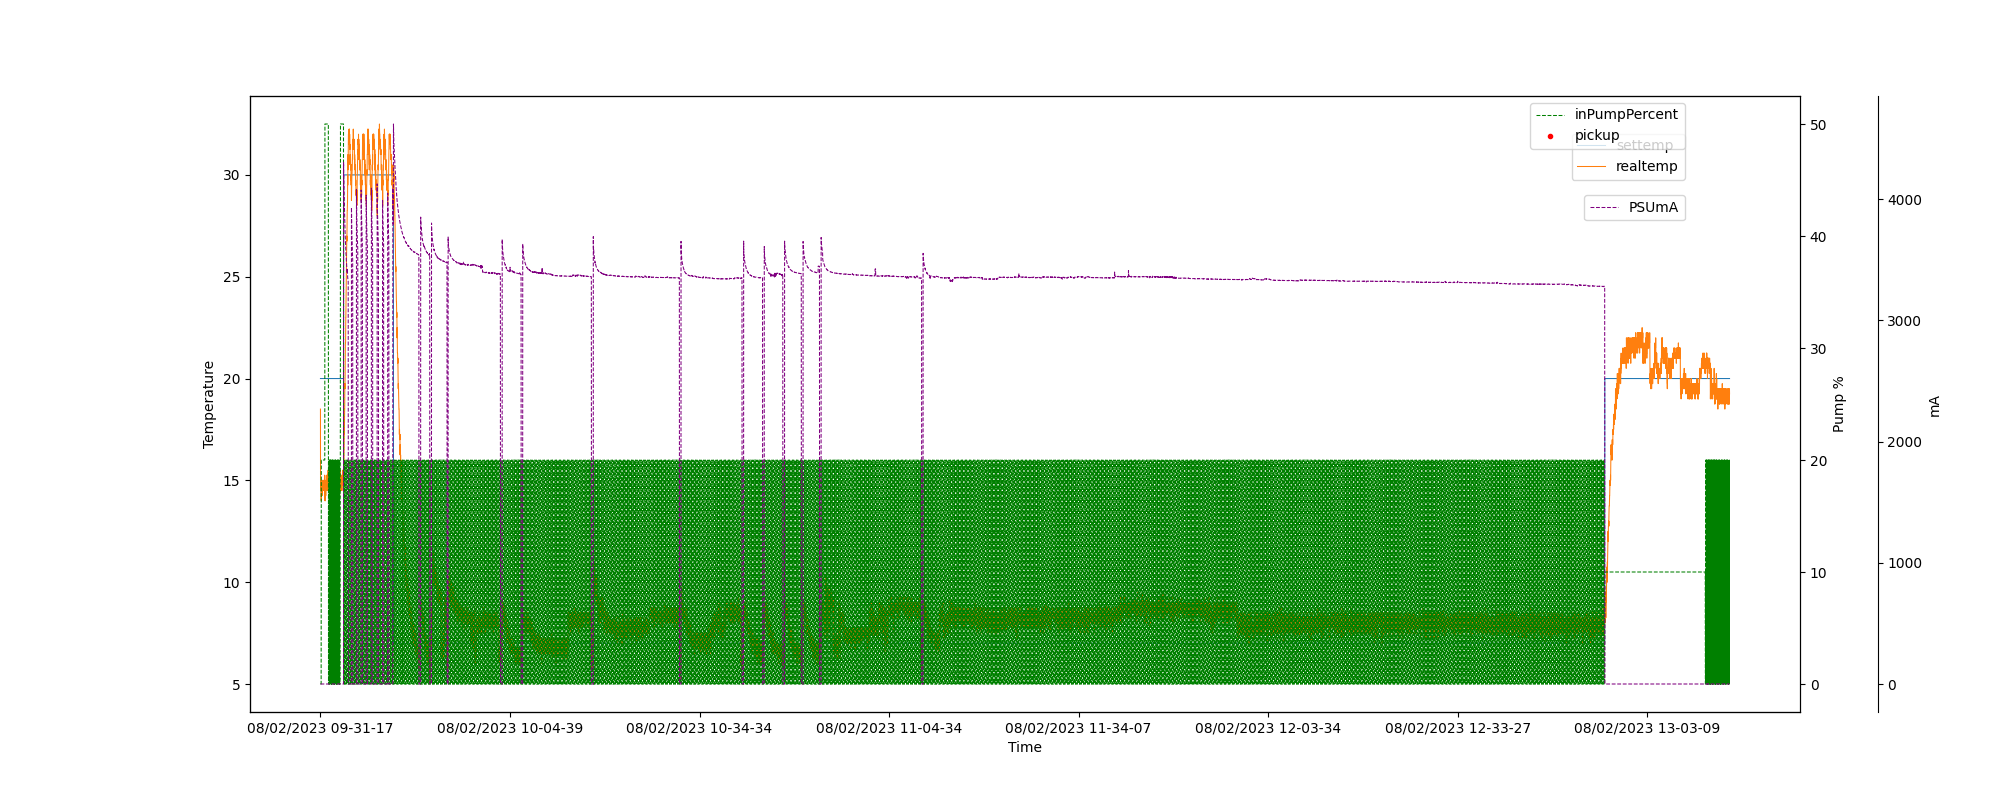 inPumpPercent
pickup
settemp
realtemp
PSUmA
Temperature
30
25
20
15
10
5
50
40
30
20
10
0
Pump %
4000
3000
2000
1000
0
mA
08/02/2023 09-31-17
08/02/2023 10-04-39
08/02/2023 10-34-34
08/02/2023 11-04-34
08/02/2023 11-34-07
08/02/2023 12-03-34
08/02/2023 12-33-27
08/02/2023 13-03-09
Time